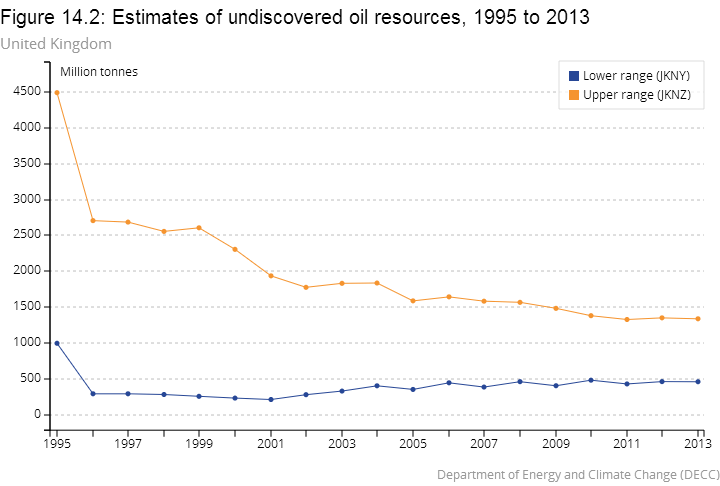 Figure 14.2: Estimates of undiscovered oil resources, 1995 to 2013
United Kingdom
Million tonnes
Lower range (JKNY)
Upper range (JKNZ)
4500
4000
3500
3000
2500
2000
1500
1000
500
0
1995 1997 1999 2001 2003 2005 2007 2009 2011 2013
Department of Energy and Climate Change (DECC)